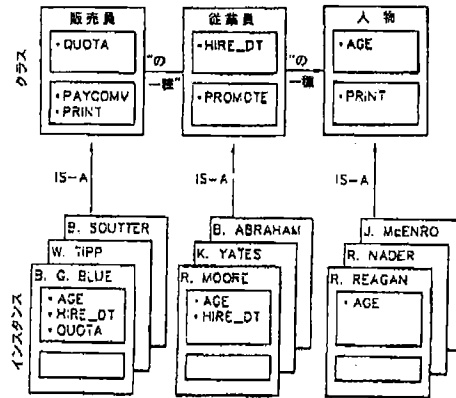 販売員
• QUOTA
• PAYCOMV
• PRINT
"の
一種"
従業員
• HIRE_DT
• PROMOTE
"の
一種
人物
• AGE
• PRINT
クラス
IS-A
IS-A
IS-A
B. SOUTTER
W. TIPP
B. G. BLUE
• AGE
• HIRE_DT
• QUOTA
B. ABRAHAM
K. YATES
R. MOORE
• AGE
• HIRE_DT
J. McENRO
R. NADER
R. REAGAN
• AGE
インスタンス